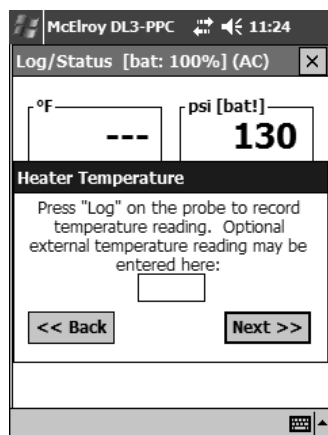 McElroy DL3-PPC 11:24
Log/Status [bat: 100%] (AC)
°F psi [bat!]
--- 130
Heater Temperature
Press "Log" on the probe to record
temperature reading. Optional
external temperature reading may be
entered here:
<< Back Next >>